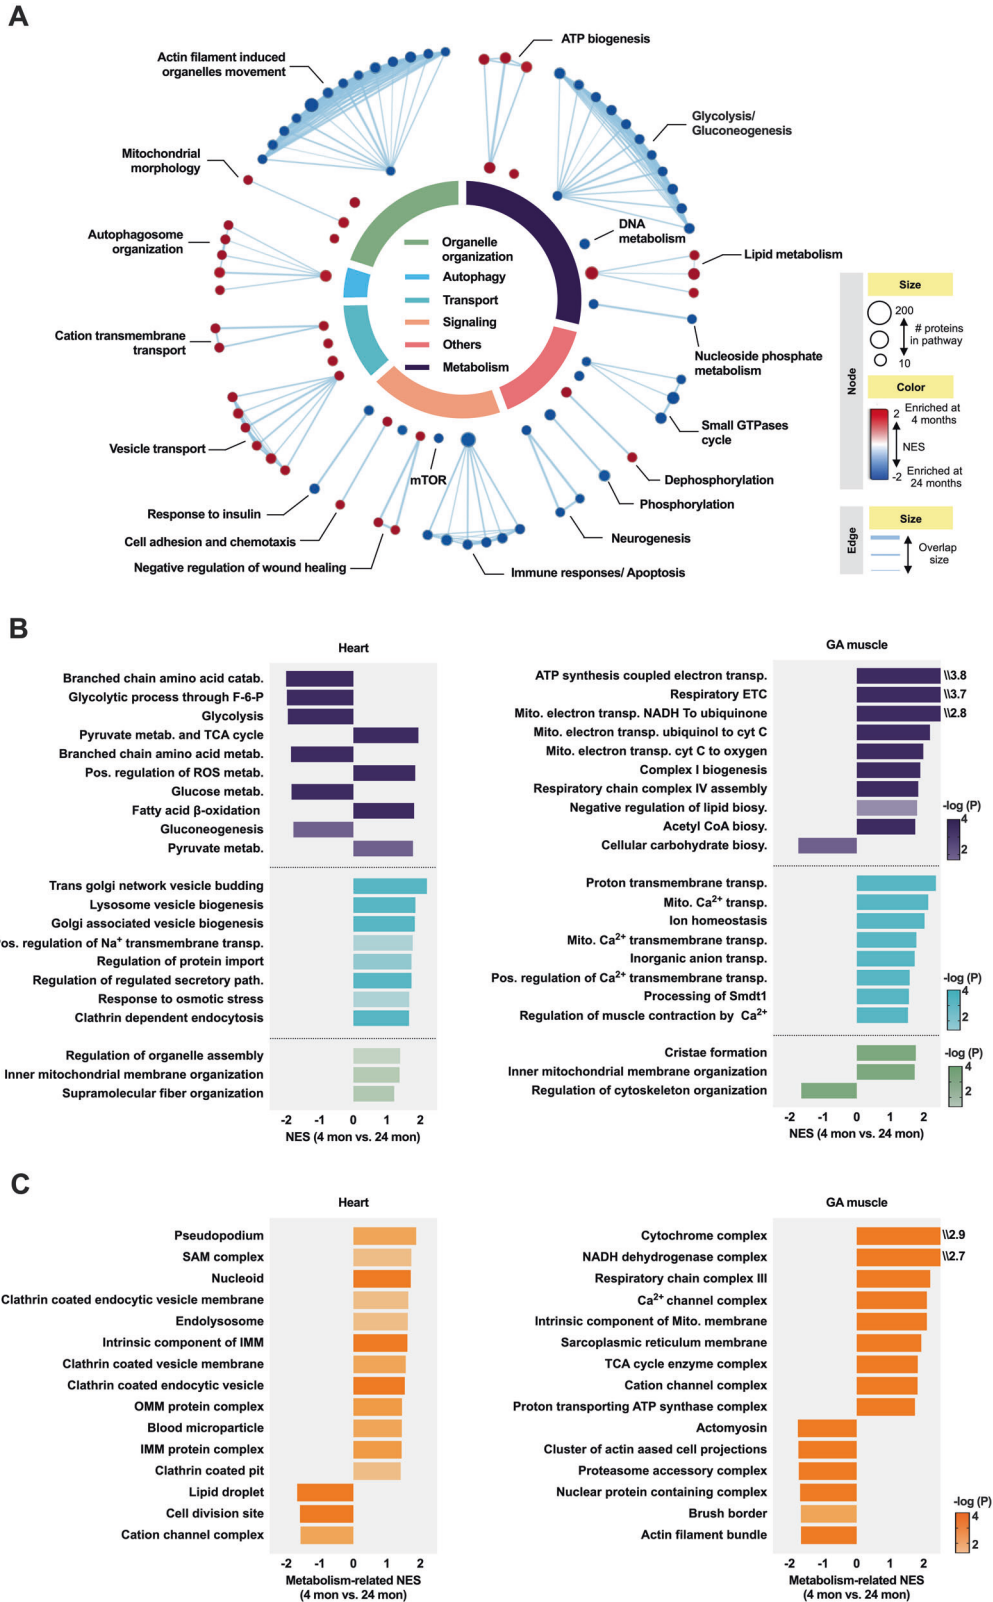 A
ATP biogenesis
Actin filament induced
organelles movement
Glycolysis/
Gluconeogenesis
Mitochondrial
morphology
DNA
metabolism
Autophagosome
organization
Lipid metabolism
Organelle
organization
Autophagy
Transport
Signaling
Others
Metabolism
Cation transmembrane
transport
Nucleoside phosphate
metabolism
Vesicle transport
Small GTPases
cycle
mTOR
Dephosphorylation
Response to insulin
Phosphorylation
Cell adhesion and chemotaxis
Neurogenesis
Negative regulation of wound healing
Immune responses/ Apoptosis
Node
Size
200
# proteins
in pathway
10
Color
2
Enriched at
4 months
NES
-2
Enriched at
24 months
Edge
Size
Overlap
size
B
Heart
Branched chain amino acid catab.
Glycolytic process through F-6-P
Glycolysis
Pyruvate metab. and TCA cycle
Branched chain amino acid metab.
Pos. regulation of ROS metab.
Glucose metab.
Fatty acid β-oxidation
Gluconeogenesis
Pyruvate metab.
Trans golgi network vesicle budding
Lysosome vesicle biogenesis
Golgi associated vesicle biogenesis
os. regulation of Na⁺ transmembrane transp.
Regulation of protein import
Regulation of regulated secretory path.
Response to osmotic stress
Clathrin dependent endocytosis
Regulation of organelle assembly
Inner mitochondrial membrane organization
Supramolecular fiber organization
-2 -1 0 1 2
NES (4 mon vs. 24 mon)
GA muscle
ATP synthesis coupled electron transp. \\3.8
Respiratory ETC \\3.7
Mito. electron transp. NADH To ubiquinone \\2.8
Mito. electron transp. ubiquinol to cyt C
Mito. electron transp. cyt C to oxygen
Complex I biogenesis
Respiratory chain complex IV assembly
Negative regulation of lipid biosy.
Acetyl CoA biosy.
Cellular carbohydrate biosy.
-log (P)
4
2
Proton transmembrane transp.
Mito. Ca²⁺ transp.
Ion homeostasis
Mito. Ca²⁺ transmembrane transp.
Inorganic anion transp.
Pos. regulation of Ca²⁺ transmembrane transp.
Processing of Smdt1
Regulation of muscle contraction by Ca²⁺
-log (P)
4
2
Cristae formation
Inner mitochondrial membrane organization
Regulation of cytoskeleton organization
-log (P)
4
2
-2 -1 0 1 2
NES (4 mon vs. 24 mon)
C
Heart
Pseudopodium
SAM complex
Nucleoid
Clathrin coated endocytic vesicle membrane
Endolysosome
Intrinsic component of IMM
Clathrin coated vesicle membrane
Clathrin coated endocytic vesicle
OMM protein complex
Blood microparticle
IMM protein complex
Clathrin coated pit
Lipid droplet
Cell division site
Cation channel complex
-2 -1 0 1 2
Metabolism-related NES
(4 mon vs. 24 mon)
GA muscle
Cytochrome complex \\2.9
NADH dehydrogenase complex \\2.7
Respiratory chain complex III
Ca²⁺ channel complex
Intrinsic component of Mito. membrane
Sarcoplasmic reticulum membrane
TCA cycle enzyme complex
Cation channel complex
Proton transporting ATP synthase complex
Actomyosin
Cluster of actin aased cell projections
Proteasome accessory complex
Nuclear protein containing complex
Brush border
Actin filament bundle
-log (P)
4
2
-2 -1 0 1 2
Metabolism-related NES
(4 mon vs. 24 mon)